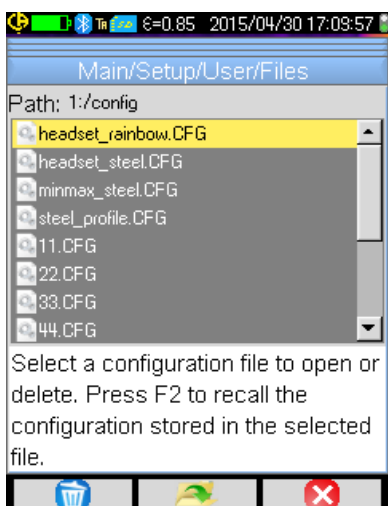 ε=0.85 2015/04/30 17:03:57
Main/Setup/User/Files
Path: 1:/config
headset_rainbow.CFG
headset_steel.CFG
minmax_steel.CFG
steel_profile.CFG
11.CFG
22.CFG
33.CFG
44.CFG
Select a configuration file to open or
delete. Press F2 to recall the
configuration stored in the selected
file.